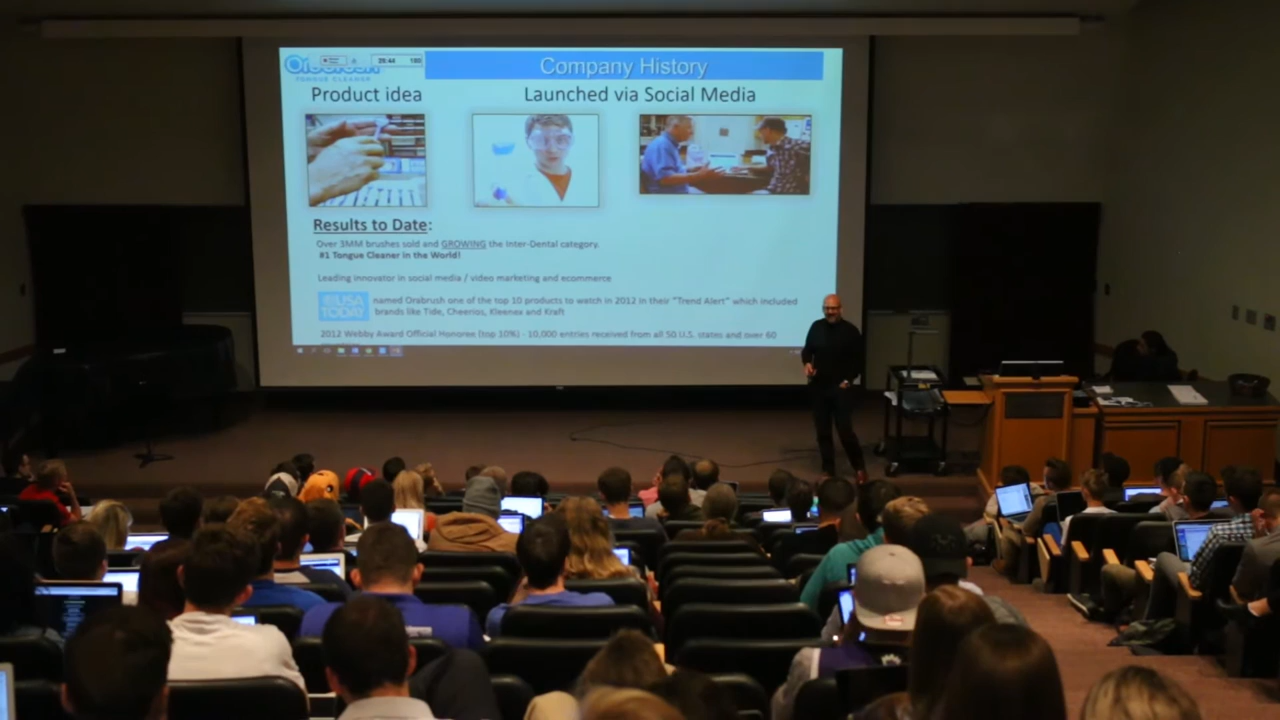 Orabrush
TONGUE CLEANER
Company History
Product idea
Launched via Social Media
Results to Date:
Over 3MM brushes sold and GROWING the Inter-Dental category.
#1 Tongue Cleaner in the World!
Leading innovator in social media / video marketing and ecommerce
USA TODAY
named Orabrush one of the top 10 products to watch in 2012 in their "Trend Alert" which included
brands like Tide, Cheerios, Kleenex and Kraft
2012 Webby Award Official Honoree (top 10%) - 10,000 entries received from all 50 U.S. states and over 60